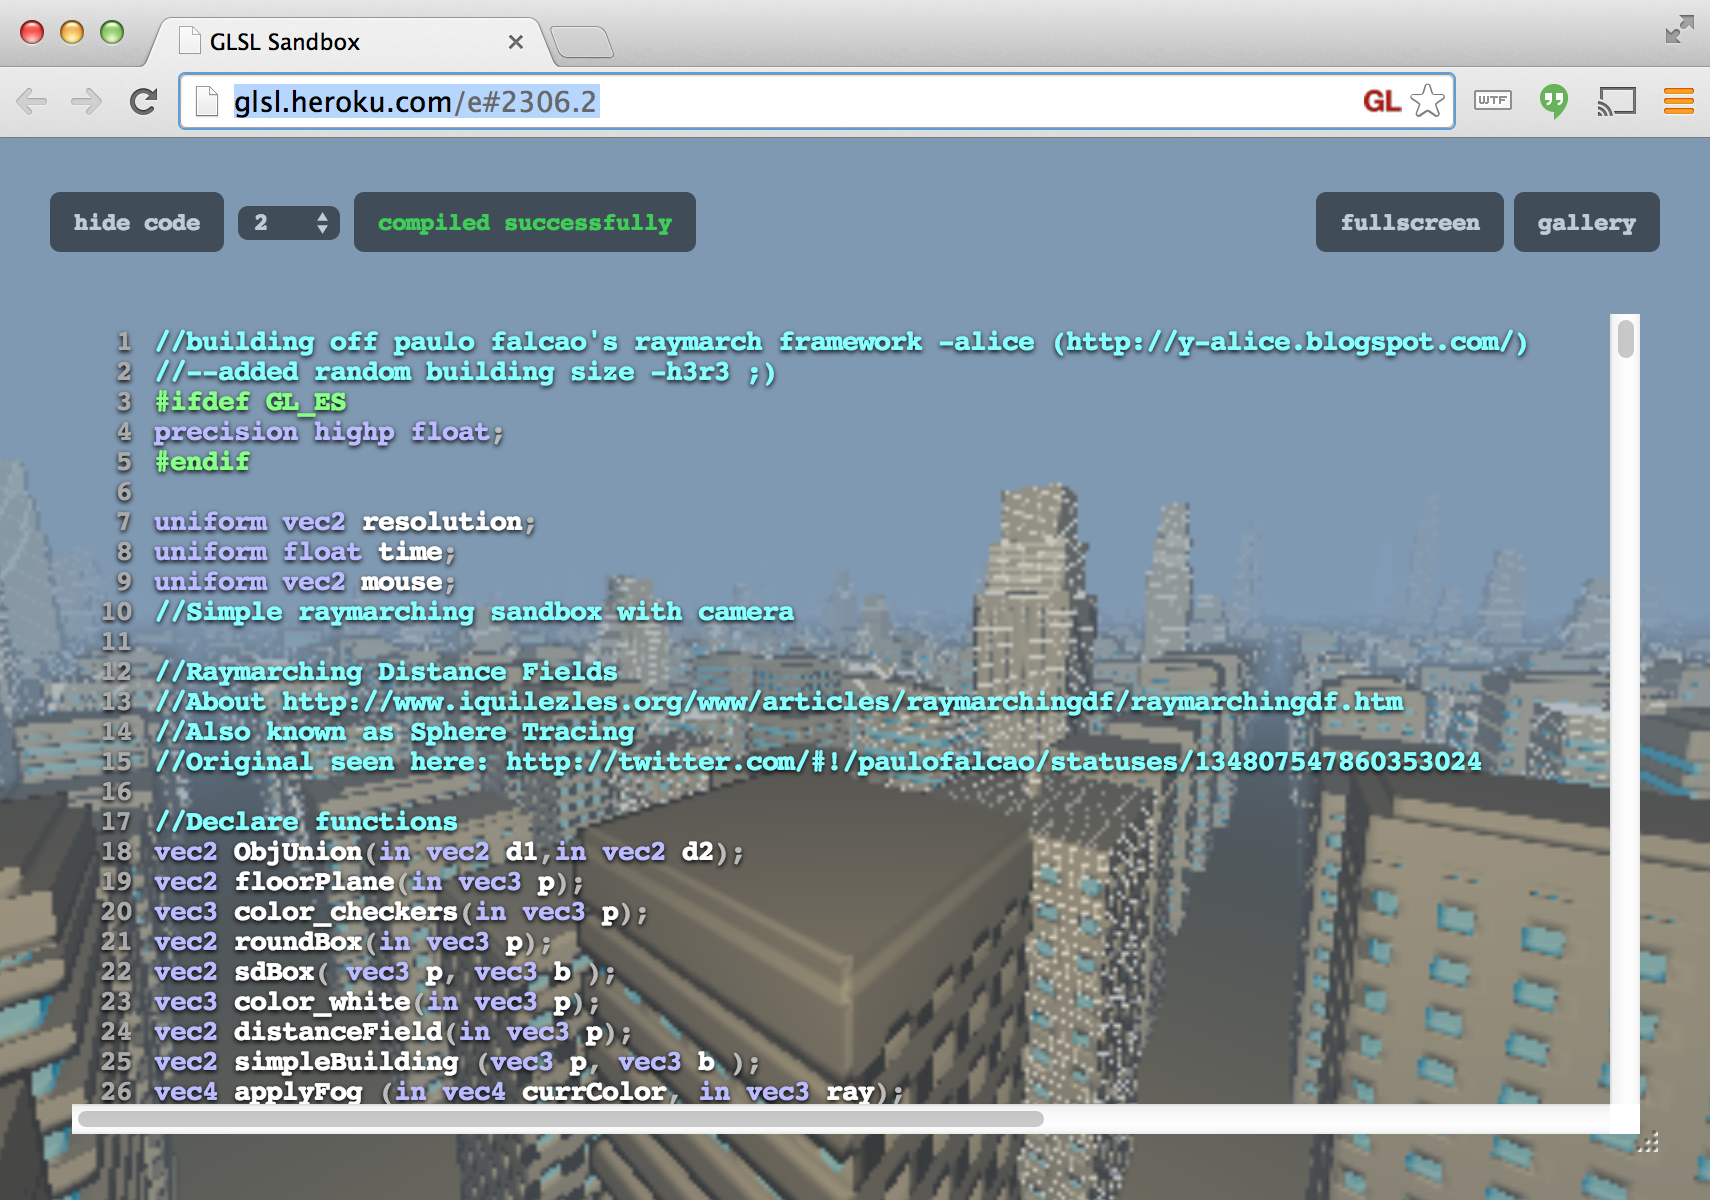 GLSL Sandbox
glsl.heroku.com/e#2306.2
GL
WTF
hide code
2
compiled successfully
fullscreen
gallery
1 //building off paulo falcao's raymarch framework -alice (http://y-alice.blogspot.com/)
2 //--added random building size -h3r3 ;)
3 #ifdef GL_ES
4 precision highp float;
5 #endif
6
7 uniform vec2 resolution;
8 uniform float time;
9 uniform vec2 mouse;
10 //Simple raymarching sandbox with camera
11
12 //Raymarching Distance Fields
13 //About http://www.iquilezles.org/www/articles/raymarchingdf/raymarchingdf.htm
14 //Also known as Sphere Tracing
15 //Original seen here: http://twitter.com/#!/paulofalcao/statuses/134807547860353024
16
17 //Declare functions
18 vec2 ObjUnion(in vec2 d1,in vec2 d2);
19 vec2 floorPlane(in vec3 p);
20 vec3 color_checkers(in vec3 p);
21 vec2 roundBox(in vec3 p);
22 vec2 sdBox( vec3 p, vec3 b );
23 vec3 color_white(in vec3 p);
24 vec2 distanceField(in vec3 p);
25 vec2 simpleBuilding (vec3 p, vec3 b );
26 vec4 applyFog (in vec4 currColor, in vec3 ray);